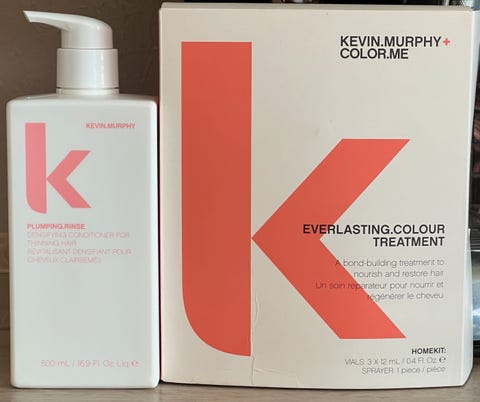 KEVIN.MURPHY
PLUMPING.RINSE
DENSIFYING CONDITIONER FOR
THINNING HAIR
REVITALISANT DENSIFIANT POUR
CHEVEUX CLAIRSEMÉS
500 mL / 16.9 Fl. Oz. Liq ℮
KEVIN.MURPHY+
COLOR.ME
EVERLASTING.COLOUR
TREATMENT
A bond-building treatment to
nourish and restore hair
Un soin réparateur pour nourrir et
régénérer le cheveu
HOMEKIT:
VIALS: 3 X 12 mL / 0.4 Fl. Oz. ℮
SPRAYER: 1 piece / pièce